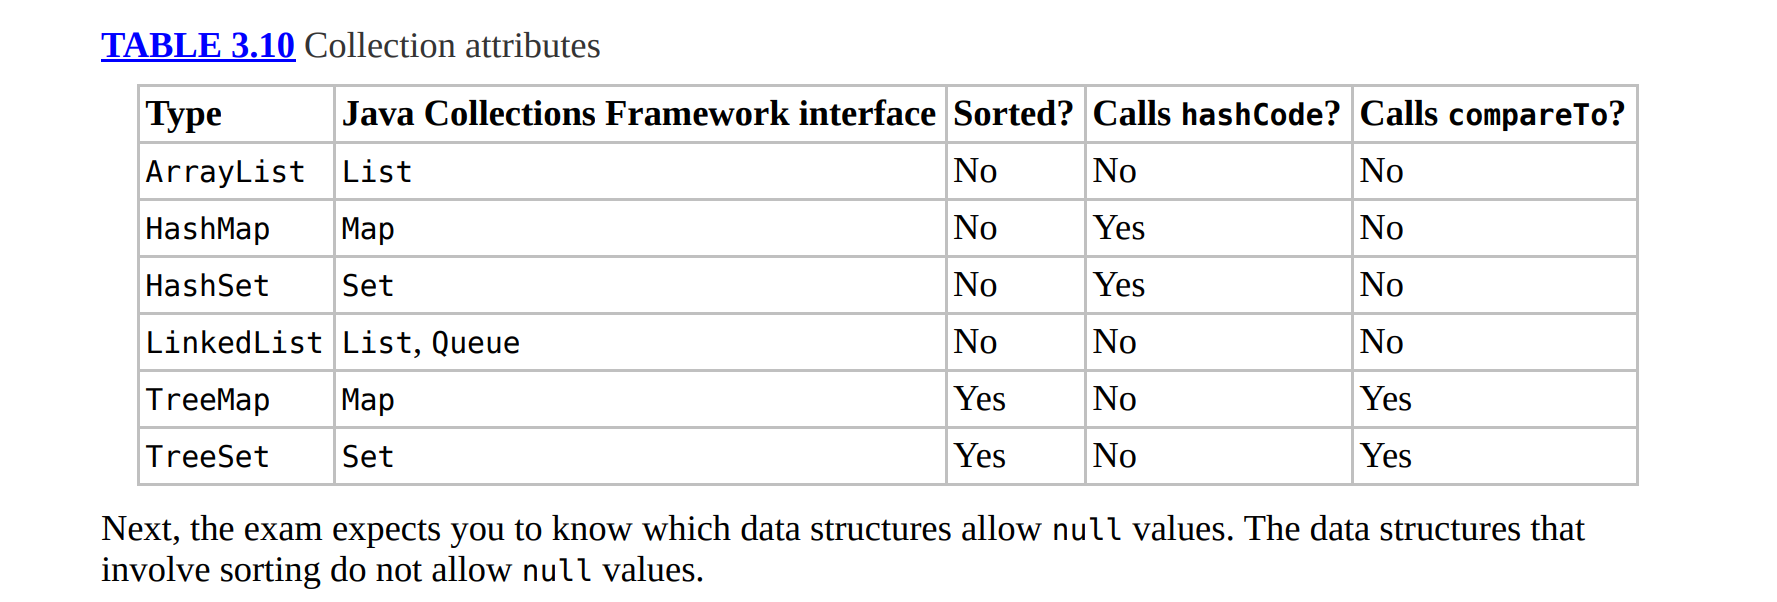 TABLE 3.10 Collection attributes
Type Java Collections Framework interface Sorted? Calls hashCode? Calls compareTo?
ArrayList List No No No
HashMap Map No Yes No
HashSet Set No Yes No
LinkedList List, Queue No No No
TreeMap Map Yes No Yes
TreeSet Set Yes No Yes
Next, the exam expects you to know which data structures allow null values. The data structures that
involve sorting do not allow null values.